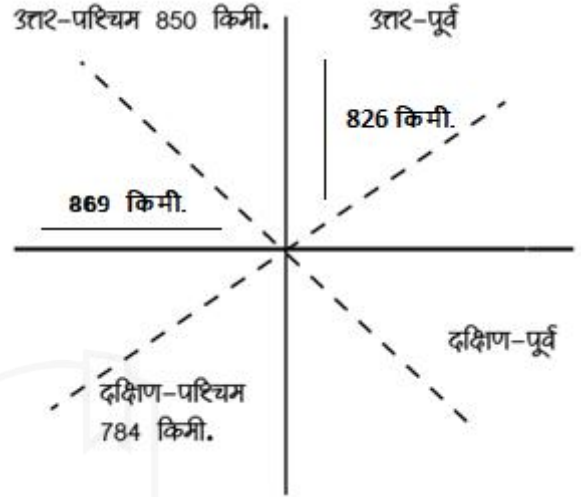 उत्तर-पश्चिम 850 किमी. उत्तर-पूर्व
826 किमी.
869 किमी.
दक्षिण-पूर्व
दक्षिण-पश्चिम
784 किमी.